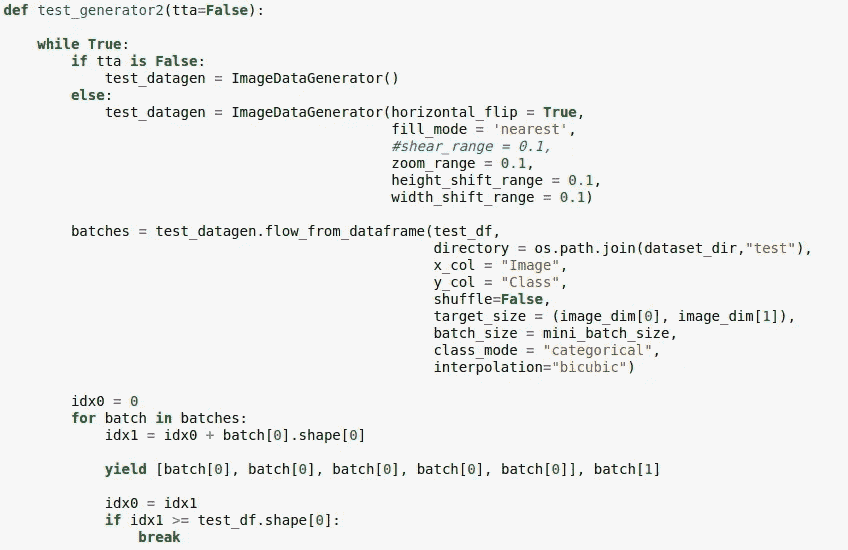 def test_generator2(tta=False):
    while True:
        if tta is False:
            test_datagen = ImageDataGenerator()
        else:
            test_datagen = ImageDataGenerator(horizontal_flip = True,
                                              fill_mode = 'nearest',
                                              #shear_range = 0.1,
                                              zoom_range = 0.1,
                                              height_shift_range = 0.1,
                                              width_shift_range = 0.1)
        batches = test_datagen.flow_from_dataframe(test_df,
                                                   directory = os.path.join(dataset_dir,"test"),
                                                   x_col = "Image",
                                                   y_col = "Class",
                                                   shuffle=False,
                                                   target_size = (image_dim[0], image_dim[1]),
                                                   batch_size = mini_batch_size,
                                                   class_mode = "categorical",
                                                   interpolation="bicubic")
        idx0 = 0
        for batch in batches:
            idx1 = idx0 + batch[0].shape[0]
            yield [batch[0], batch[0], batch[0], batch[0], batch[0]], batch[1]
            idx0 = idx1
            if idx1 >= test_df.shape[0]:
                break